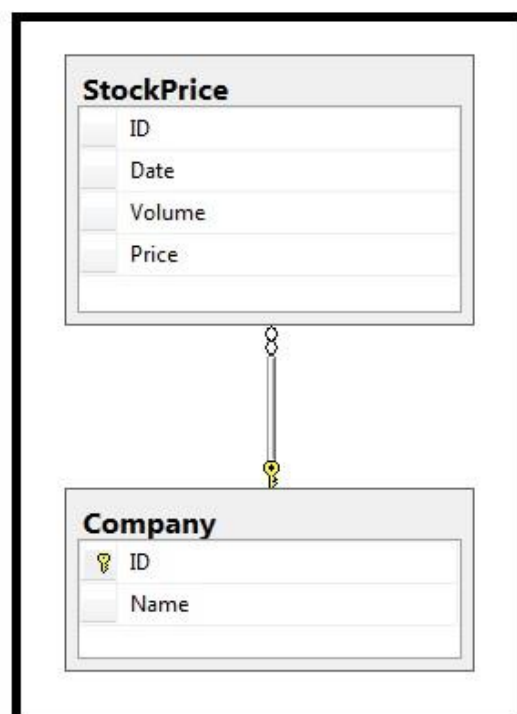 StockPrice
ID
Date
Volume
Price
Company
ID
Name